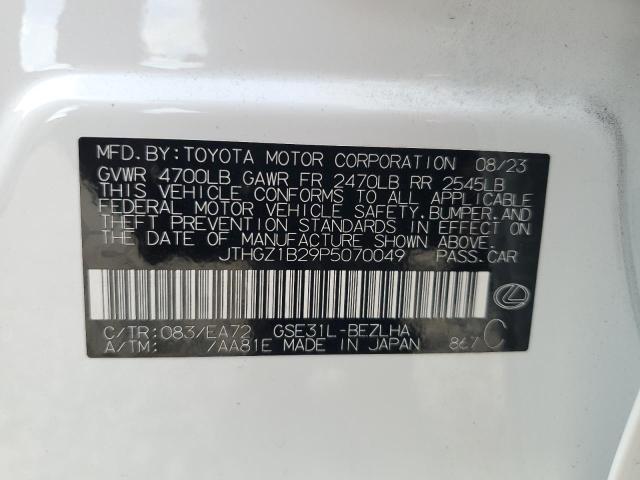 MFD. BY: TOYOTA MOTOR CORPORATION 08/23
GVWR 4700LB GAWR FR 2470LB RR 2545LB
THIS VEHICLE CONFORMS TO ALL APPLICABLE
FEDERAL MOTOR VEHICLE SAFETY, BUMPER, AND
THEFT PREVENTION STANDARDS IN EFFECT ON
THE DATE OF MANUFACTURE SHOWN ABOVE.
JTHGZ1B29P5070049 PASS. CAR
C/TR: 083/EA72 GSE31L-BEZLHA
A/TM: /AA81E MADE IN JAPAN 867 C